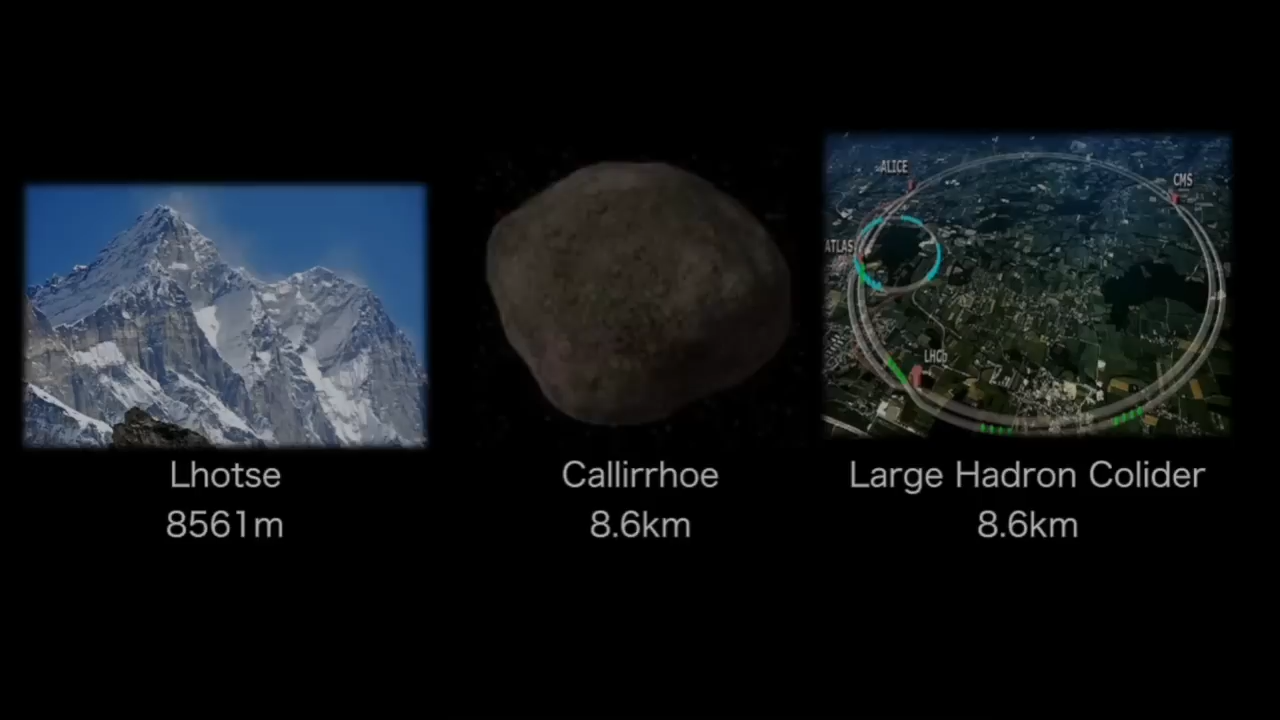 ALICE
CMS
ATLAS
LHCb
Lhotse
8561m
Callirrhoe
8.6km
Large Hadron Colider
8.6km